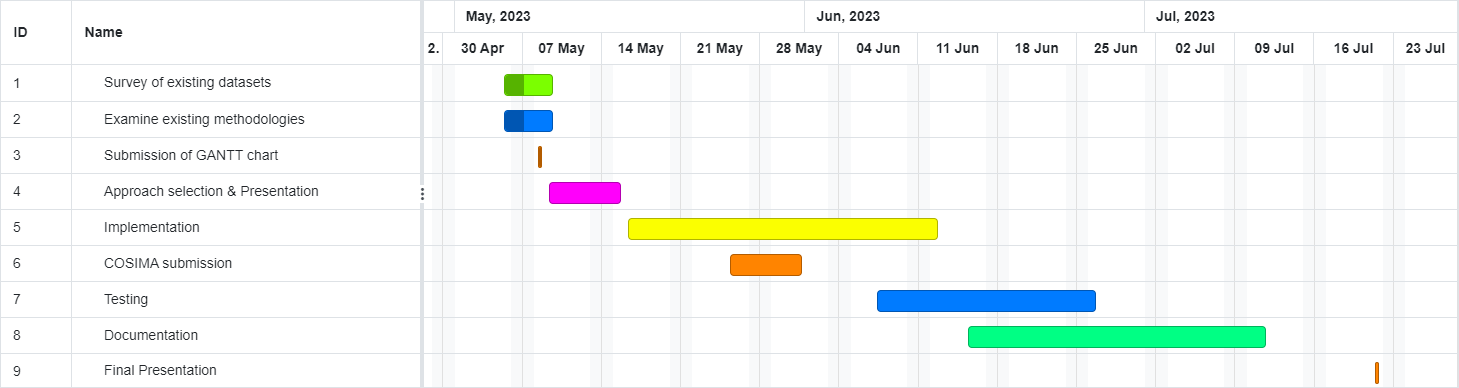 ID Name May, 2023 Jun, 2023 Jul, 2023
2. 30 Apr 07 May 14 May 21 May 28 May 04 Jun 11 Jun 18 Jun 25 Jun 02 Jul 09 Jul 16 Jul 23 Jul
1 Survey of existing datasets
2 Examine existing methodologies
3 Submission of GANTT chart
4 Approach selection & Presentation
5 Implementation
6 COSIMA submission
7 Testing
8 Documentation
9 Final Presentation